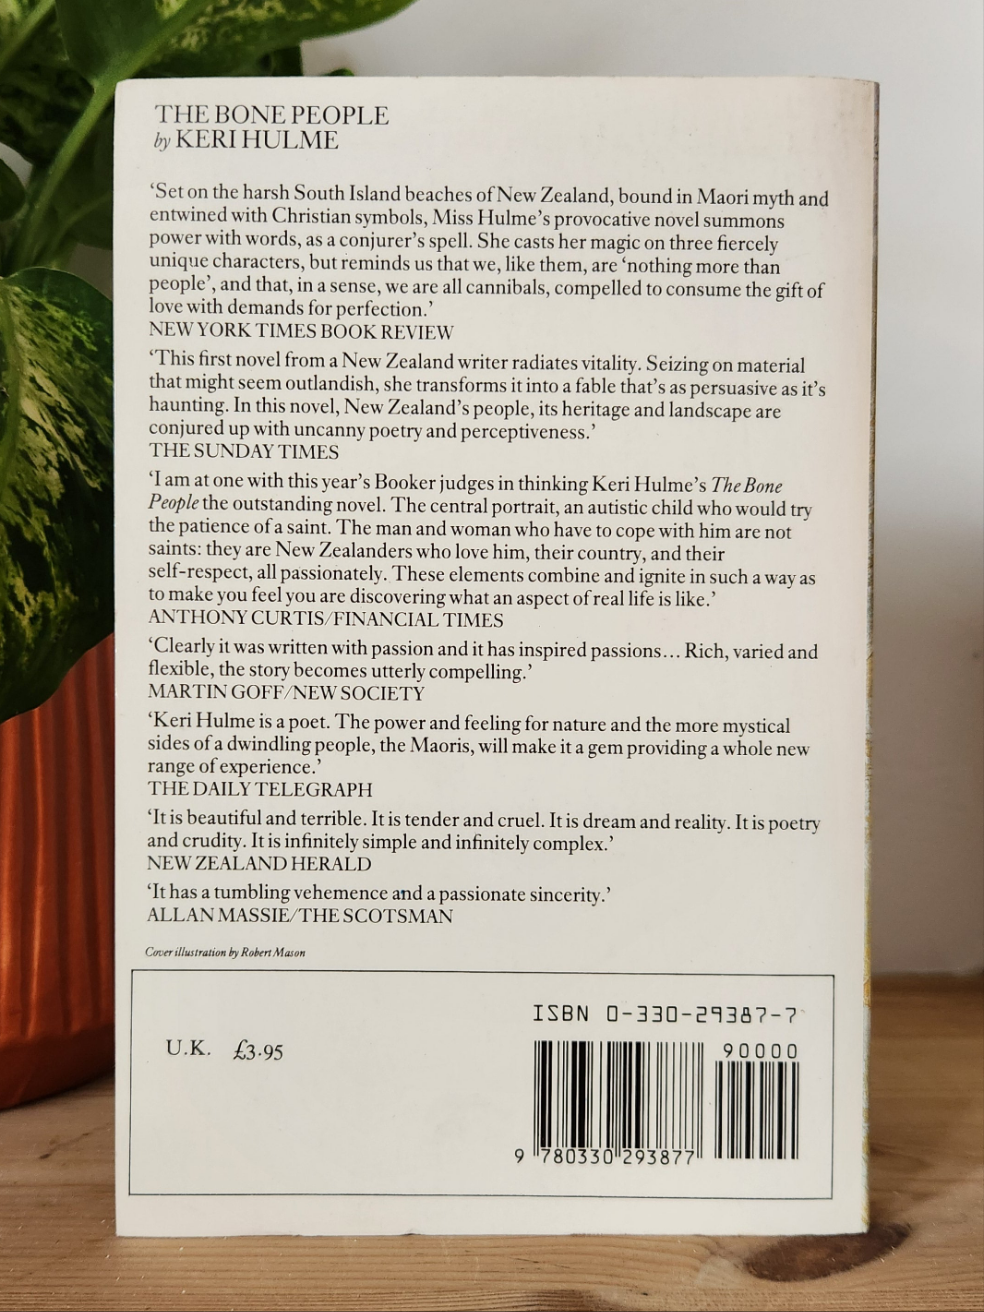 THE BONE PEOPLE
by KERI HULME
‘Set on the harsh South Island beaches of New Zealand, bound in Maori myth and
entwined with Christian symbols, Miss Hulme’s provocative novel summons
power with words, as a conjurer’s spell. She casts her magic on three fiercely
unique characters, but reminds us that we, like them, are ‘nothing more than
people’, and that, in a sense, we are all cannibals, compelled to consume the gift of
love with demands for perfection.’
NEW YORK TIMES BOOK REVIEW
‘This first novel from a New Zealand writer radiates vitality. Seizing on material
that might seem outlandish, she transforms it into a fable that’s as persuasive as it’s
haunting. In this novel, New Zealand’s people, its heritage and landscape are
conjured up with uncanny poetry and perceptiveness.’
THE SUNDAY TIMES
‘I am at one with this year’s Booker judges in thinking Keri Hulme’s The Bone
People the outstanding novel. The central portrait, an autistic child who would try
the patience of a saint. The man and woman who have to cope with him are not
saints: they are New Zealanders who love him, their country, and their
self-respect, all passionately. These elements combine and ignite in such a way as
to make you feel you are discovering what an aspect of real life is like.’
ANTHONY CURTIS/FINANCIAL TIMES
‘Clearly it was written with passion and it has inspired passions... Rich, varied and
flexible, the story becomes utterly compelling.’
MARTIN GOFF/NEW SOCIETY
‘Keri Hulme is a poet. The power and feeling for nature and the more mystical
sides of a dwindling people, the Maoris, will make it a gem providing a whole new
range of experience.’
THE DAILY TELEGRAPH
‘It is beautiful and terrible. It is tender and cruel. It is dream and reality. It is poetry
and crudity. It is infinitely simple and infinitely complex.’
NEW ZEALAND HERALD
‘It has a tumbling vehemence and a passionate sincerity.’
ALLAN MASSIE/THE SCOTSMAN
Cover illustration by Robert Mason
ISBN 0-330-29387-7
U.K. £3·95
90000
9 780330 293877